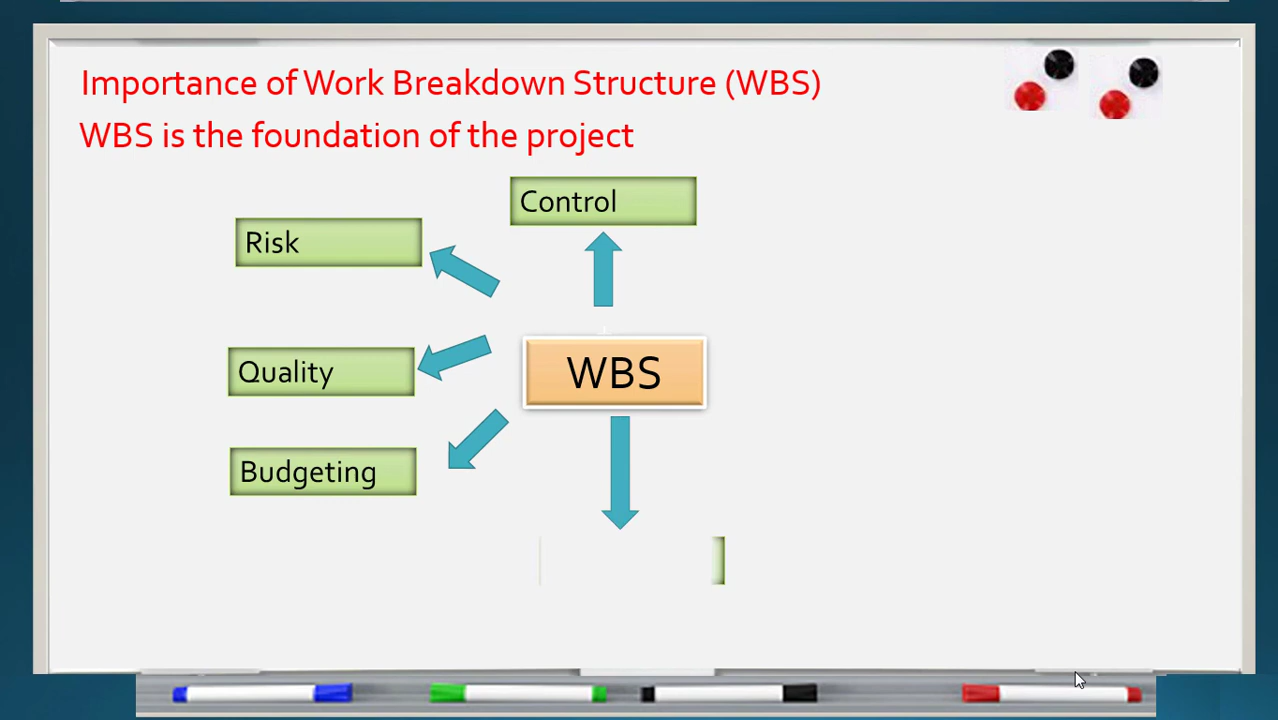 Importance of Work Breakdown Structure (WBS)
WBS is the foundation of the project
Control
Risk
Quality
WBS
Budgeting